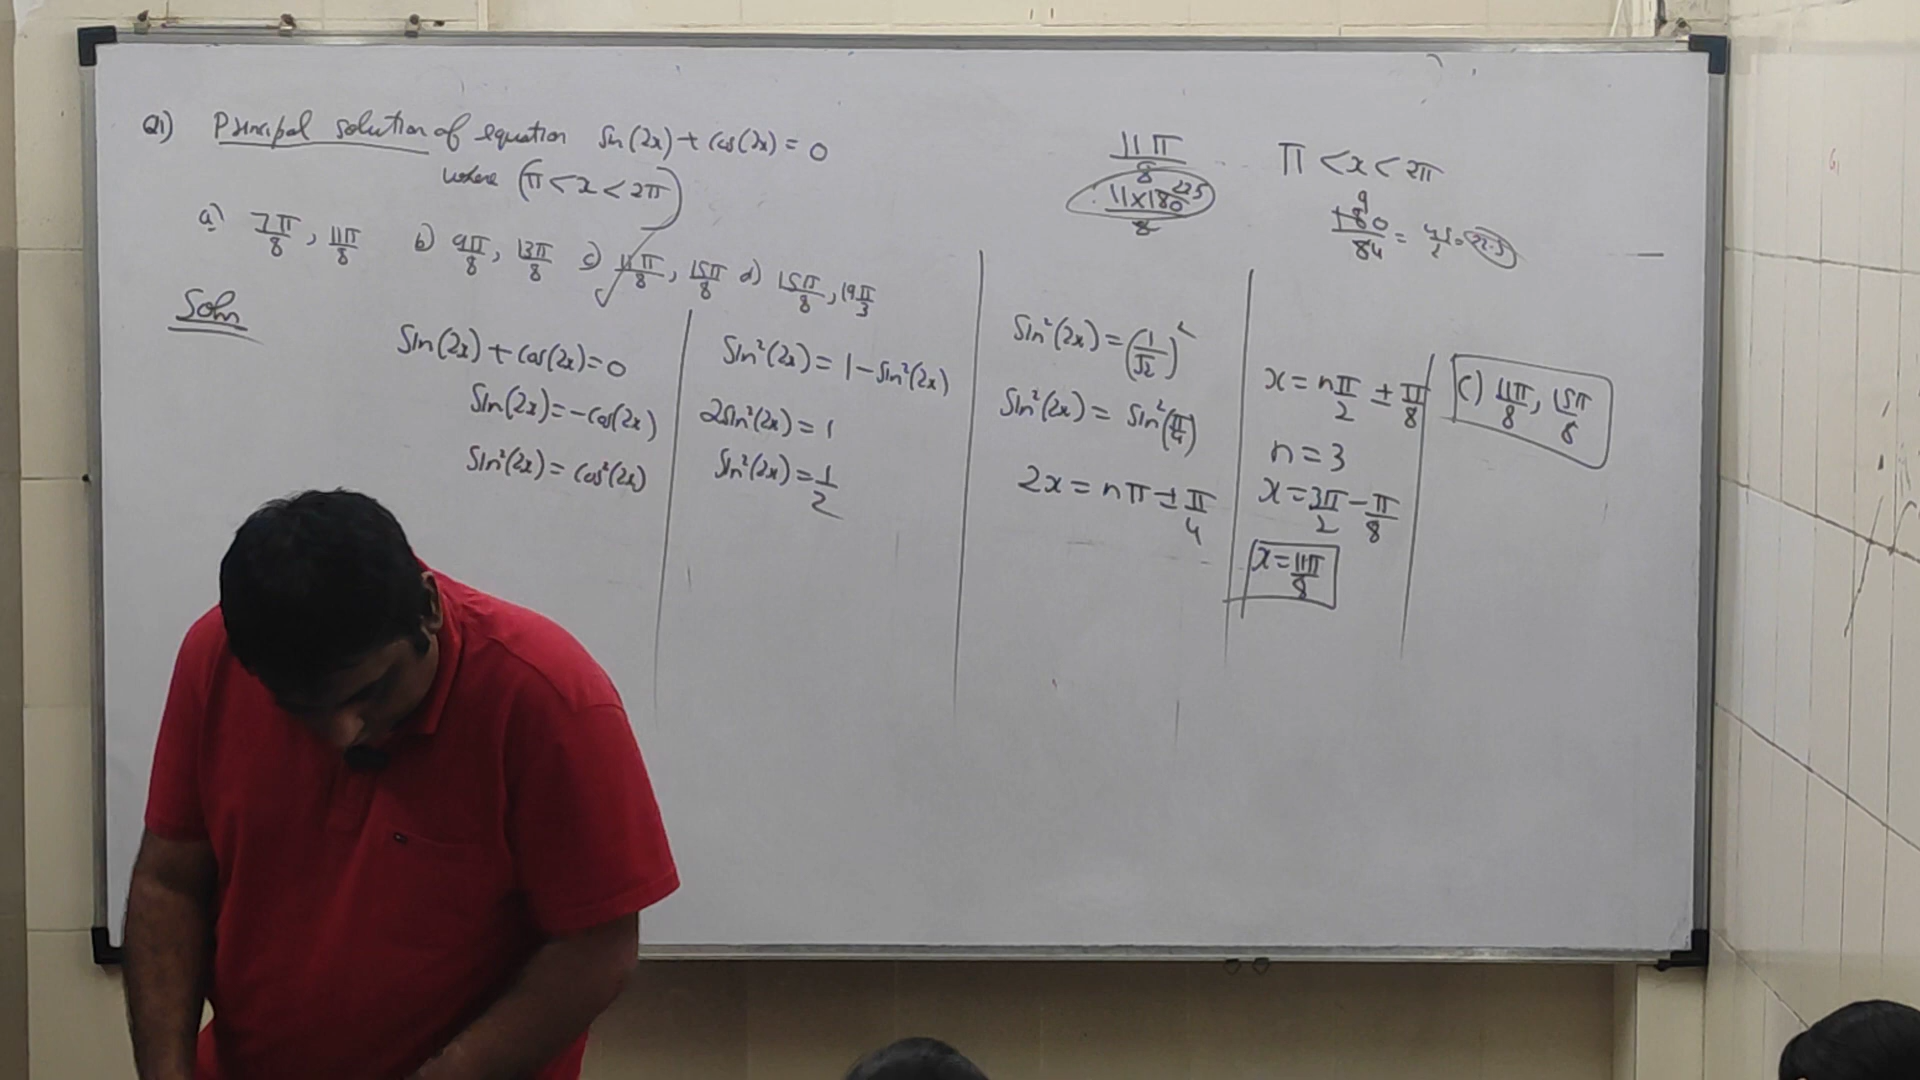 Q1) Principal solution of equation Sin(2x) + Cos(2x) = 0
where (π < x < 2π)
a) 7π/8, 11π/8 b) 9π/8, 13π/8 c) 11π/8, 15π/8 d) 15π/8, 19π/3
Soln
Sin(2x) + Cos(2x) = 0
Sin(2x) = -Cos(2x)
Sin²(2x) = Cos²(2x)
Sin²(2x) = 1 - Sin²(2x)
2Sin²(2x) = 1
Sin²(2x) = 1/2
11π/8
11×180/8
225
π < x < 2π
9
180/84 = 45/2 = 22.5
Sin²(2x) = (1/√2)²
Sin²(2x) = Sin²(π/4)
2x = nπ ± π/4
x = nπ/2 ± π/8
n = 3
x = 3π/2 - π/8
x = 11π/8
C) 11π/8, 15π/8